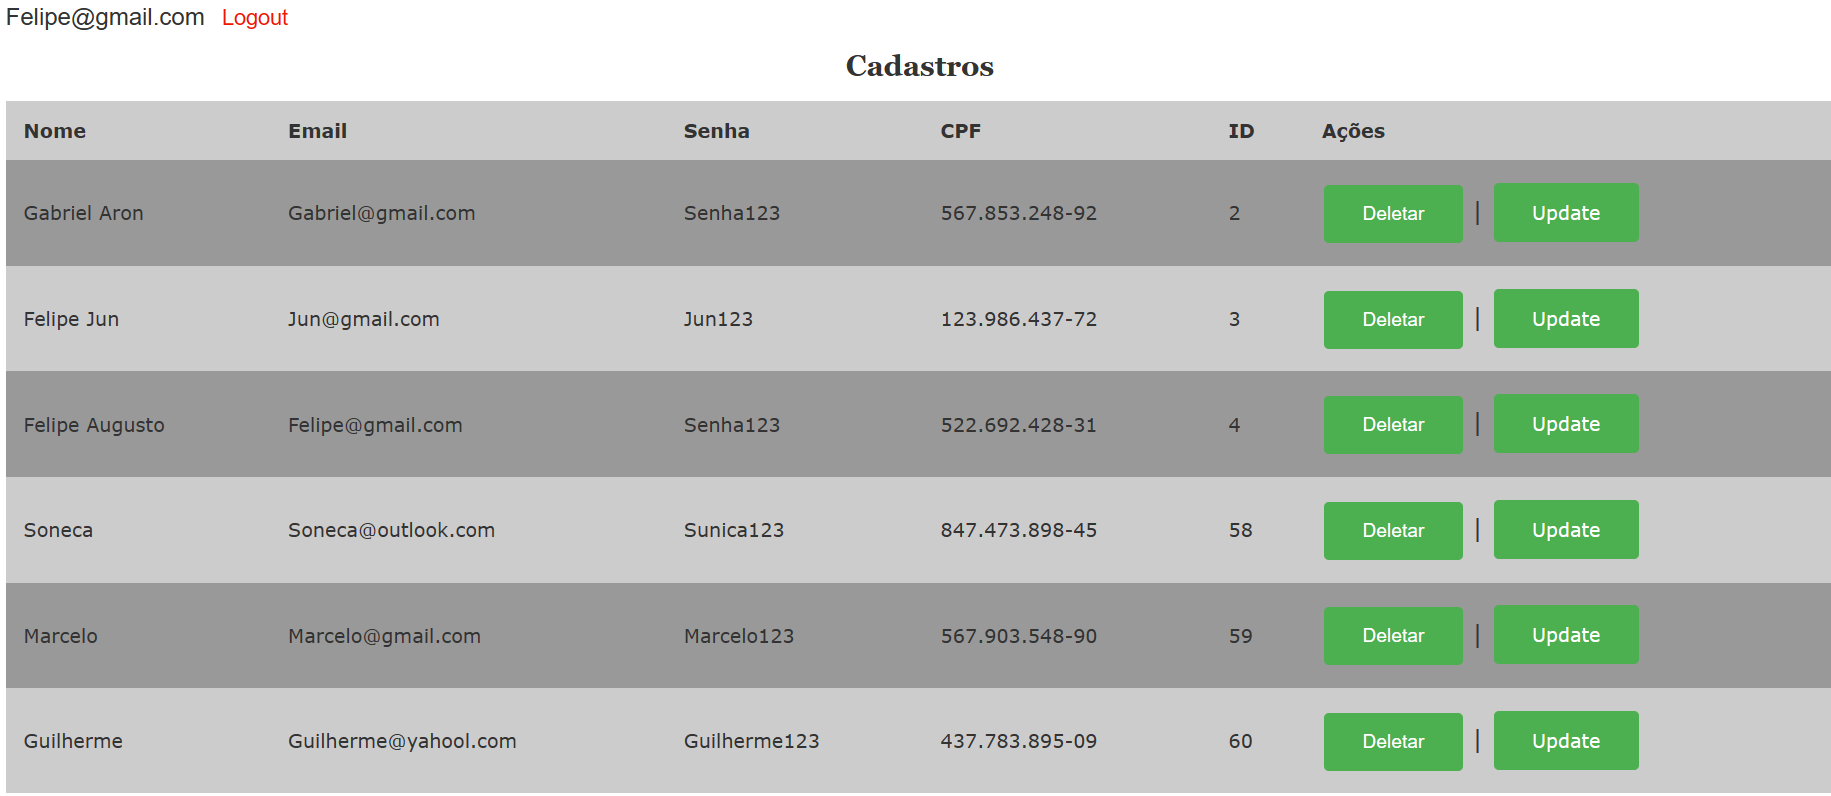 Felipe@gmail.com Logout
Cadastros
Nome Email Senha CPF ID Ações
Gabriel Aron Gabriel@gmail.com Senha123 567.853.248-92 2 Deletar | Update
Felipe Jun Jun@gmail.com Jun123 123.986.437-72 3 Deletar | Update
Felipe Augusto Felipe@gmail.com Senha123 522.692.428-31 4 Deletar | Update
Soneca Soneca@outlook.com Sunica123 847.473.898-45 58 Deletar | Update
Marcelo Marcelo@gmail.com Marcelo123 567.903.548-90 59 Deletar | Update
Guilherme Guilherme@yahool.com Guilherme123 437.783.895-09 60 Deletar | Update